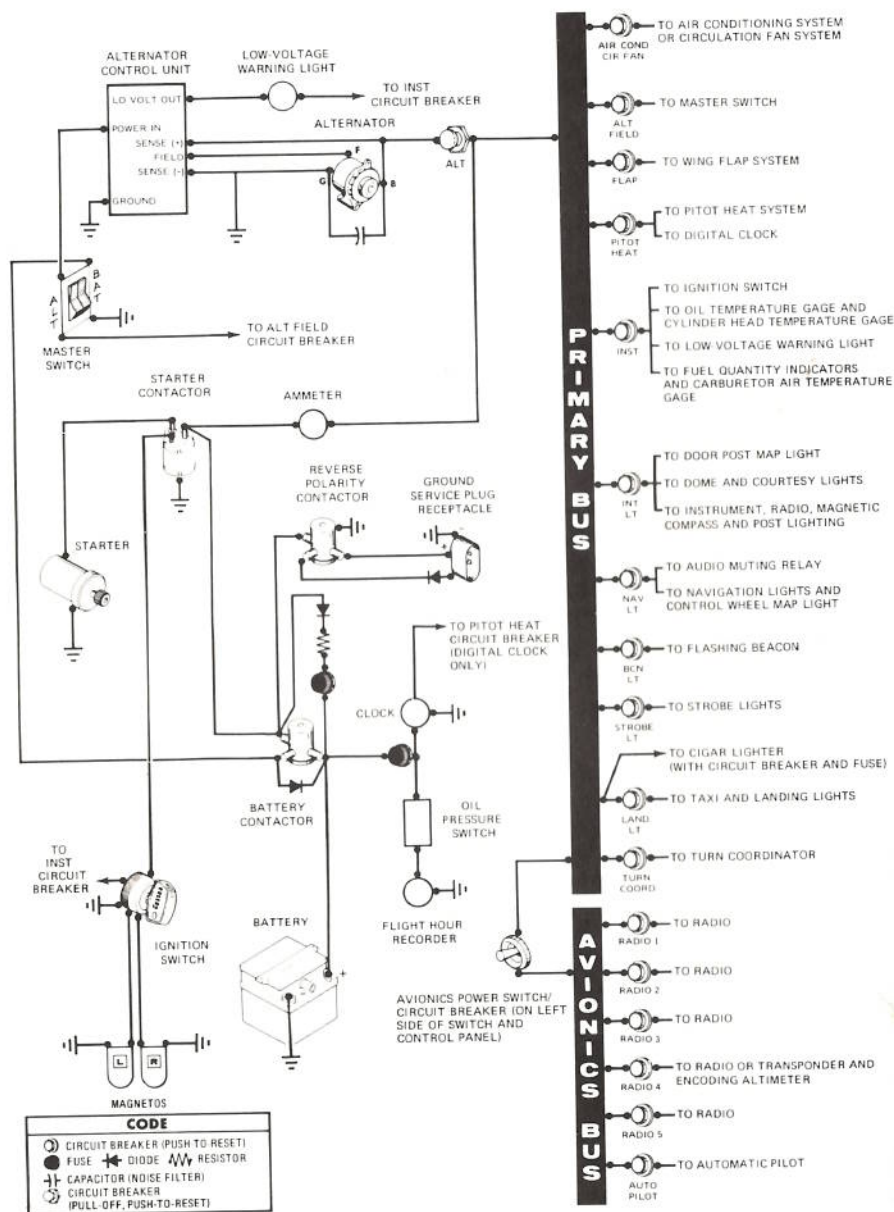 ALTERNATOR
CONTROL UNIT
LO VOLT OUT
POWER IN
SENSE (+)
FIELD
SENSE (-)
GROUND
LOW-VOLTAGE
WARNING LIGHT
TO INST
CIRCUIT BREAKER
ALTERNATOR
F
G
B
ALT
ALT
BAT
MASTER
SWITCH
TO ALT FIELD
CIRCUIT BREAKER
STARTER
CONTACTOR
AMMETER
REVERSE
POLARITY
CONTACTOR
GROUND
SERVICE PLUG
RECEPTACLE
-
+
STARTER
TO PITOT HEAT
CIRCUIT BREAKER
(DIGITAL CLOCK
ONLY)
CLOCK
BATTERY
CONTACTOR
OIL
PRESSURE
SWITCH
TO
INST
CIRCUIT
BREAKER
IGNITION
SWITCH
BATTERY
-
+
FLIGHT HOUR
RECORDER
L
R
MAGNETOS
AVIONICS POWER SWITCH/
CIRCUIT BREAKER (ON LEFT
SIDE OF SWITCH AND
CONTROL PANEL)
CODE
CIRCUIT BREAKER (PUSH TO RESET)
FUSE DIODE RESISTOR
CAPACITOR (NOISE FILTER)
CIRCUIT BREAKER
(PULL-OFF, PUSH-TO-RESET)
PRIMARY BUS
AIR COND
CIR FAN
TO AIR CONDITIONING SYSTEM
OR CIRCULATION FAN SYSTEM
ALT
FIELD
TO MASTER SWITCH
FLAP
TO WING FLAP SYSTEM
PITOT
HEAT
TO PITOT HEAT SYSTEM
TO DIGITAL CLOCK
INST
TO IGNITION SWITCH
TO OIL TEMPERATURE GAGE AND
CYLINDER HEAD TEMPERATURE GAGE
TO LOW-VOLTAGE WARNING LIGHT
TO FUEL QUANTITY INDICATORS
AND CARBURETOR AIR TEMPERATURE
GAGE
INT
LT
TO DOOR POST MAP LIGHT
TO DOME AND COURTESY LIGHTS
TO INSTRUMENT, RADIO, MAGNETIC
COMPASS AND POST LIGHTING
NAV
LT
TO AUDIO MUTING RELAY
TO NAVIGATION LIGHTS AND
CONTROL WHEEL MAP LIGHT
BCN
LT
TO FLASHING BEACON
STROBE
LT
TO STROBE LIGHTS
TO CIGAR LIGHTER
(WITH CIRCUIT BREAKER AND FUSE)
LAND
LT
TO TAXI AND LANDING LIGHTS
TURN
COORD
TO TURN COORDINATOR
AVIONICS BUS
RADIO 1
TO RADIO
RADIO 2
TO RADIO
RADIO 3
TO RADIO
RADIO 4
TO RADIO OR TRANSPONDER AND
ENCODING ALTIMETER
RADIO 5
TO RADIO
AUTO
PILOT
TO AUTOMATIC PILOT